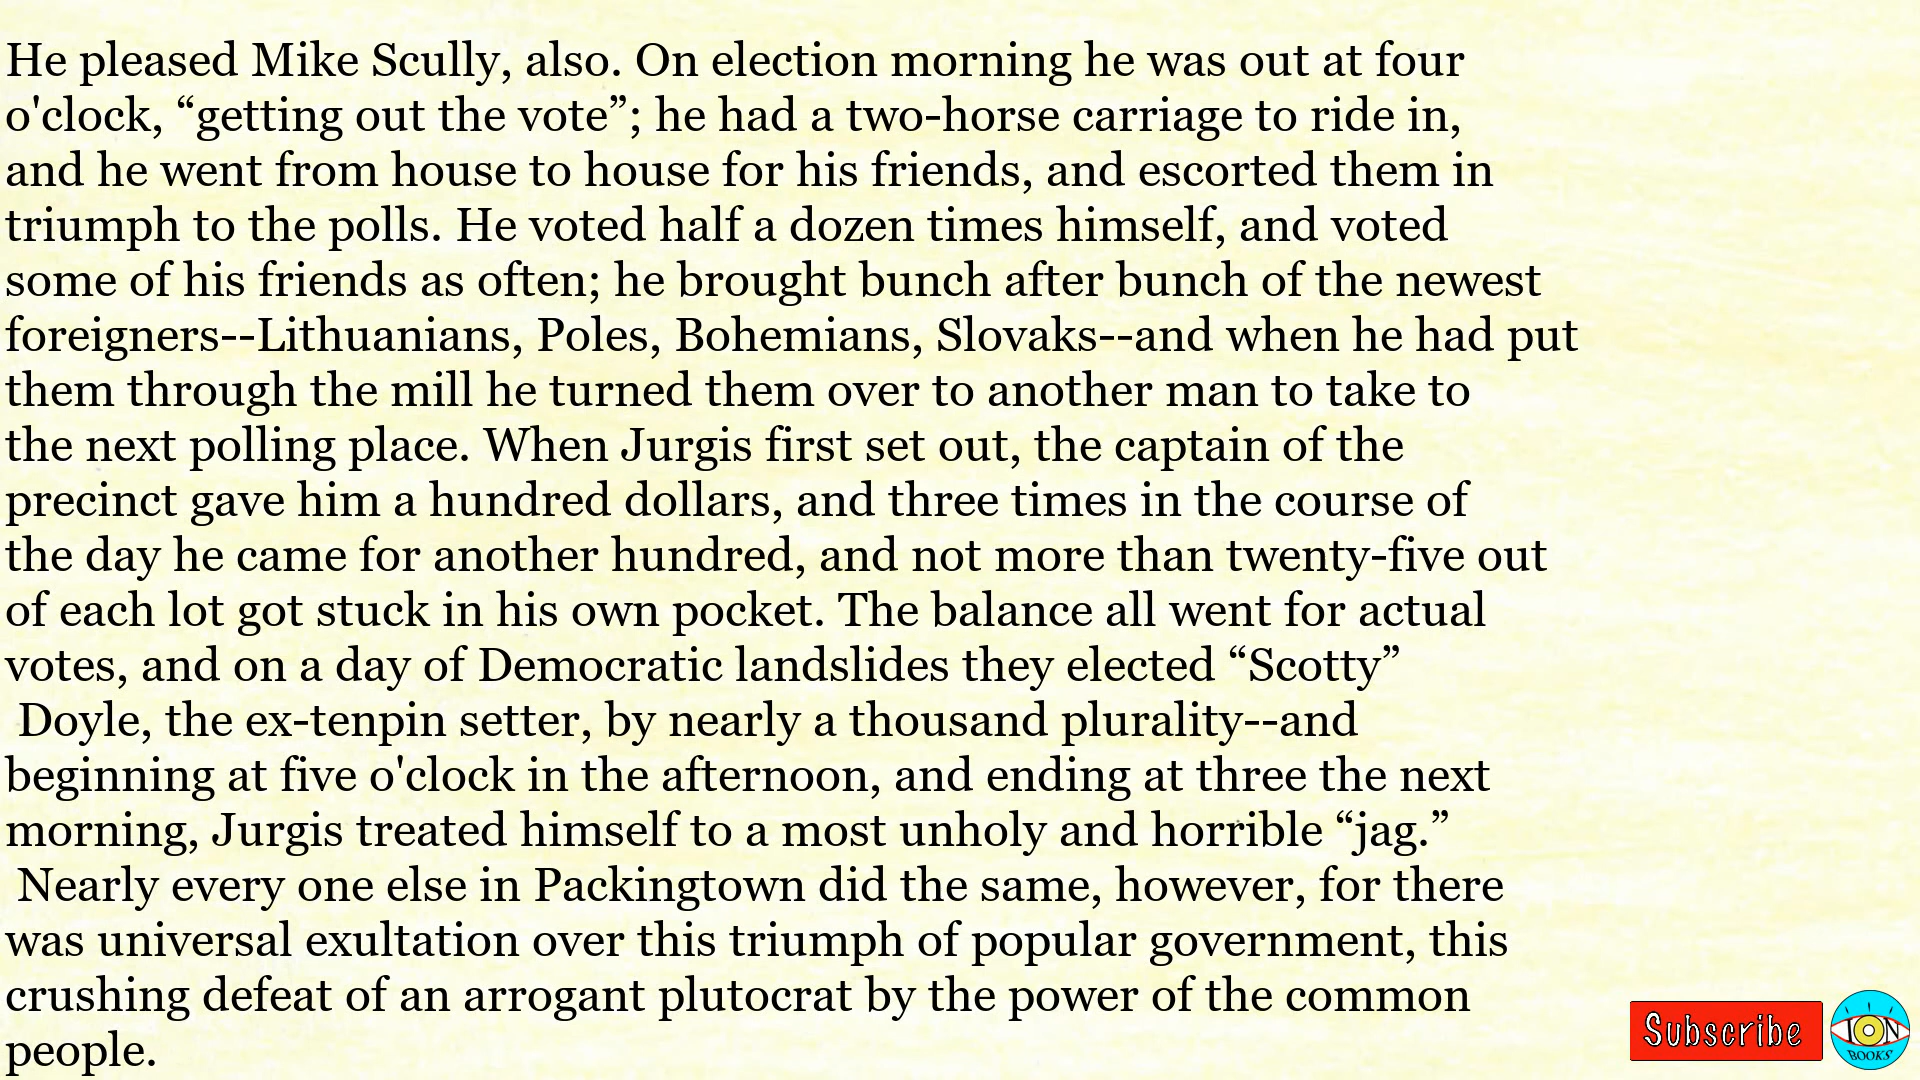 He pleased Mike Scully, also. On election morning he was out at four
o'clock, “getting out the vote”; he had a two-horse carriage to ride in,
and he went from house to house for his friends, and escorted them in
triumph to the polls. He voted half a dozen times himself, and voted
some of his friends as often; he brought bunch after bunch of the newest
foreigners--Lithuanians, Poles, Bohemians, Slovaks--and when he had put
them through the mill he turned them over to another man to take to
the next polling place. When Jurgis first set out, the captain of the
precinct gave him a hundred dollars, and three times in the course of
the day he came for another hundred, and not more than twenty-five out
of each lot got stuck in his own pocket. The balance all went for actual
votes, and on a day of Democratic landslides they elected “Scotty”
Doyle, the ex-tenpin setter, by nearly a thousand plurality--and
beginning at five o'clock in the afternoon, and ending at three the next
morning, Jurgis treated himself to a most unholy and horrible “jag.”
Nearly every one else in Packingtown did the same, however, for there
was universal exultation over this triumph of popular government, this
crushing defeat of an arrogant plutocrat by the power of the common
people.
Subscribe
ION
BOOKS